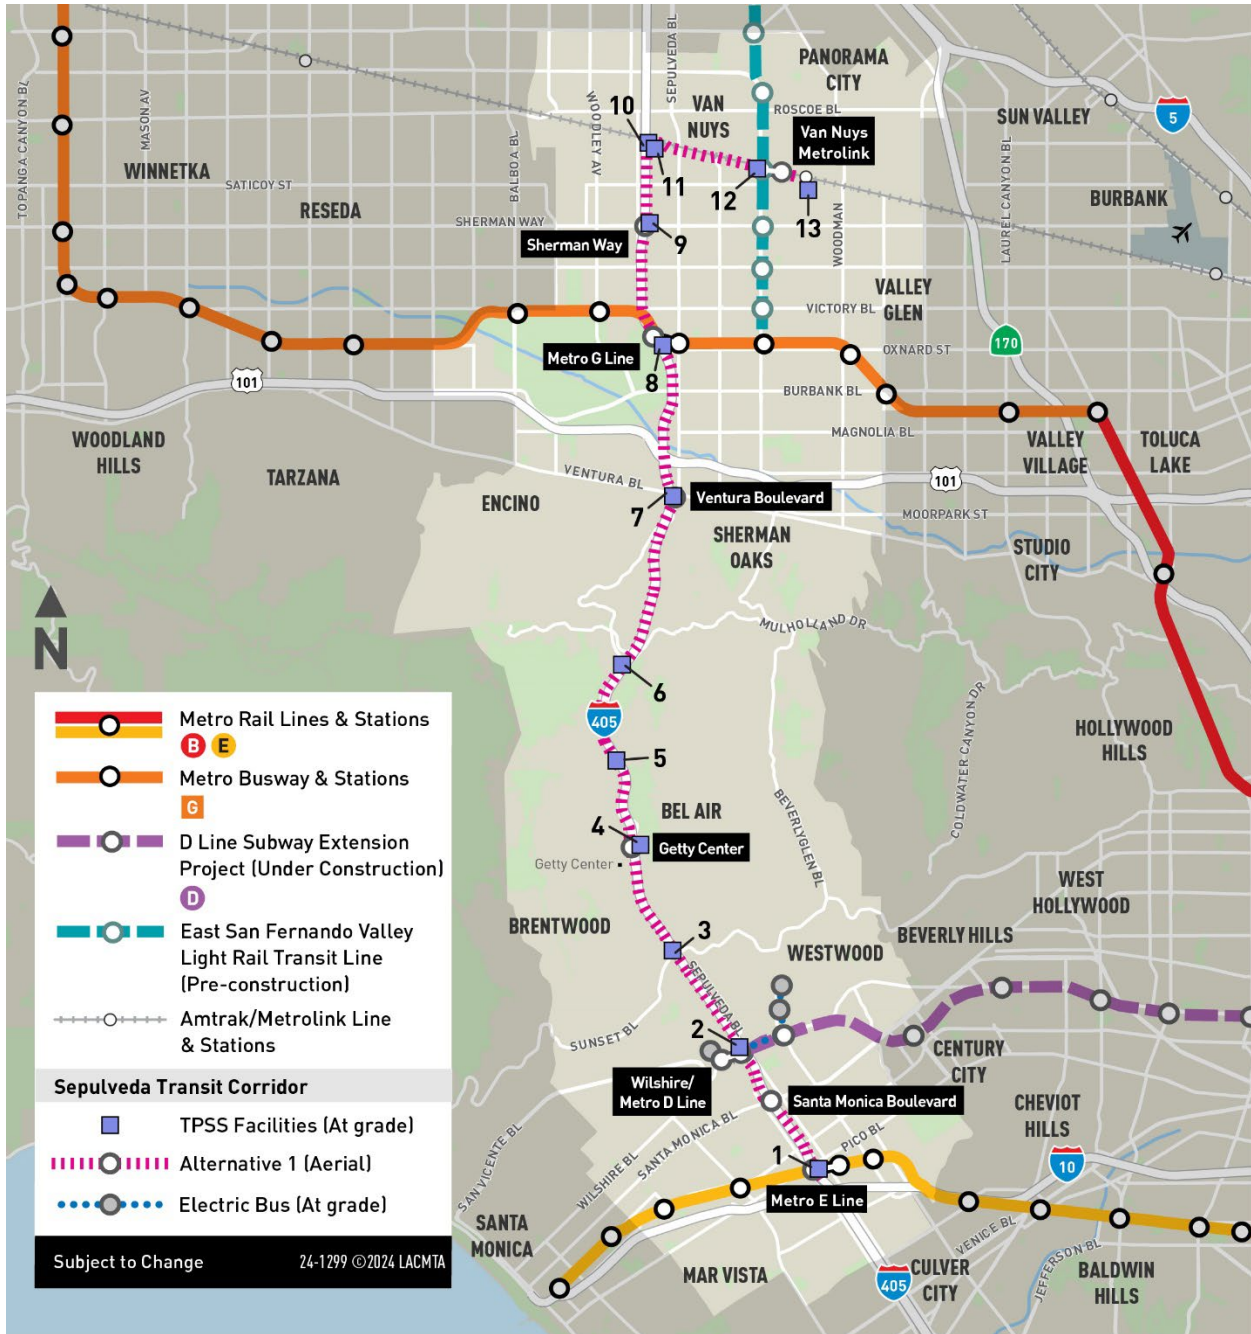 TOPANGA CANYON BL
MASON AV
WINNETKA
SATICOY ST
RESEDA
BALBOA BL
SHERMAN WAY
WOODLEY AV
SEPULVEDA BL
VAN
NUYS
PANORAMA
CITY
ROSCOE BL
Van Nuys
Metrolink
SUN VALLEY
5
BURBANK
LAUREL CANYON BL
WOODMAN
10
11
12
13
9
Sherman Way
VALLEY
GLEN
VICTORY BL
OXNARD ST
170
Metro G Line
8
BURBANK BL
MAGNOLIA BL
101
WOODLAND
HILLS
TARZANA
VENTURA BL
ENCINO
7
Ventura Boulevard
SHERMAN
OAKS
VALLEY
VILLAGE
TOLUCA
LAKE
101
MOORPARK ST
STUDIO
CITY
MULHOLLAND DR
N
6
405
5
BEL AIR
4
Getty Center
Getty Center
BEVERLYGLEN BL
COLDWATER CANYON DR
HOLLYWOOD
HILLS
WEST
HOLLYWOOD
BRENTWOOD
3
WESTWOOD
BEVERLY HILLS
SEPULVEDA BL
SUNSET BL
2
Wilshire/
Metro D Line
CENTURY
CITY
Santa Monica Boulevard
CHEVIOT
HILLS
10
SAN VICENTE BL
WILSHIRE BL
SANTA MONICA BL
PICO BL
1
Metro E Line
SANTA
MONICA
MAR VISTA
405
CULVER
CITY
VENICE BL
JEFFERSON BL
BALDWIN
HILLS
Metro Rail Lines & Stations
B E
Metro Busway & Stations
G
D Line Subway Extension
Project (Under Construction)
D
East San Fernando Valley
Light Rail Transit Line
(Pre-construction)
Amtrak/Metrolink Line
& Stations
Sepulveda Transit Corridor
TPSS Facilities (At grade)
Alternative 1 (Aerial)
Electric Bus (At grade)
Subject to Change
24-1299 ©2024 LACMTA